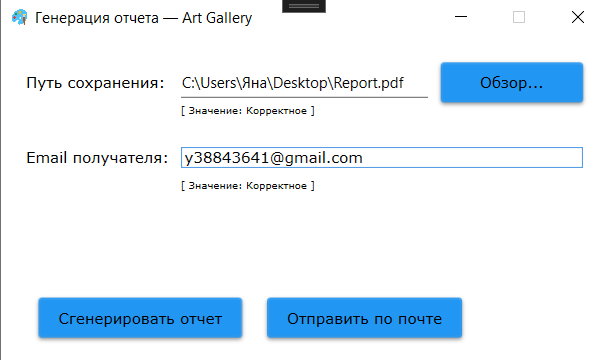 Генерация отчета — Art Gallery
Путь сохранения: C:\Users\Яна\Desktop\Report.pdf Обзор...
[ Значение: Корректное ]
Email получателя: y38843641@gmail.com
[ Значение: Корректное ]
Сгенерировать отчет Отправить по почте